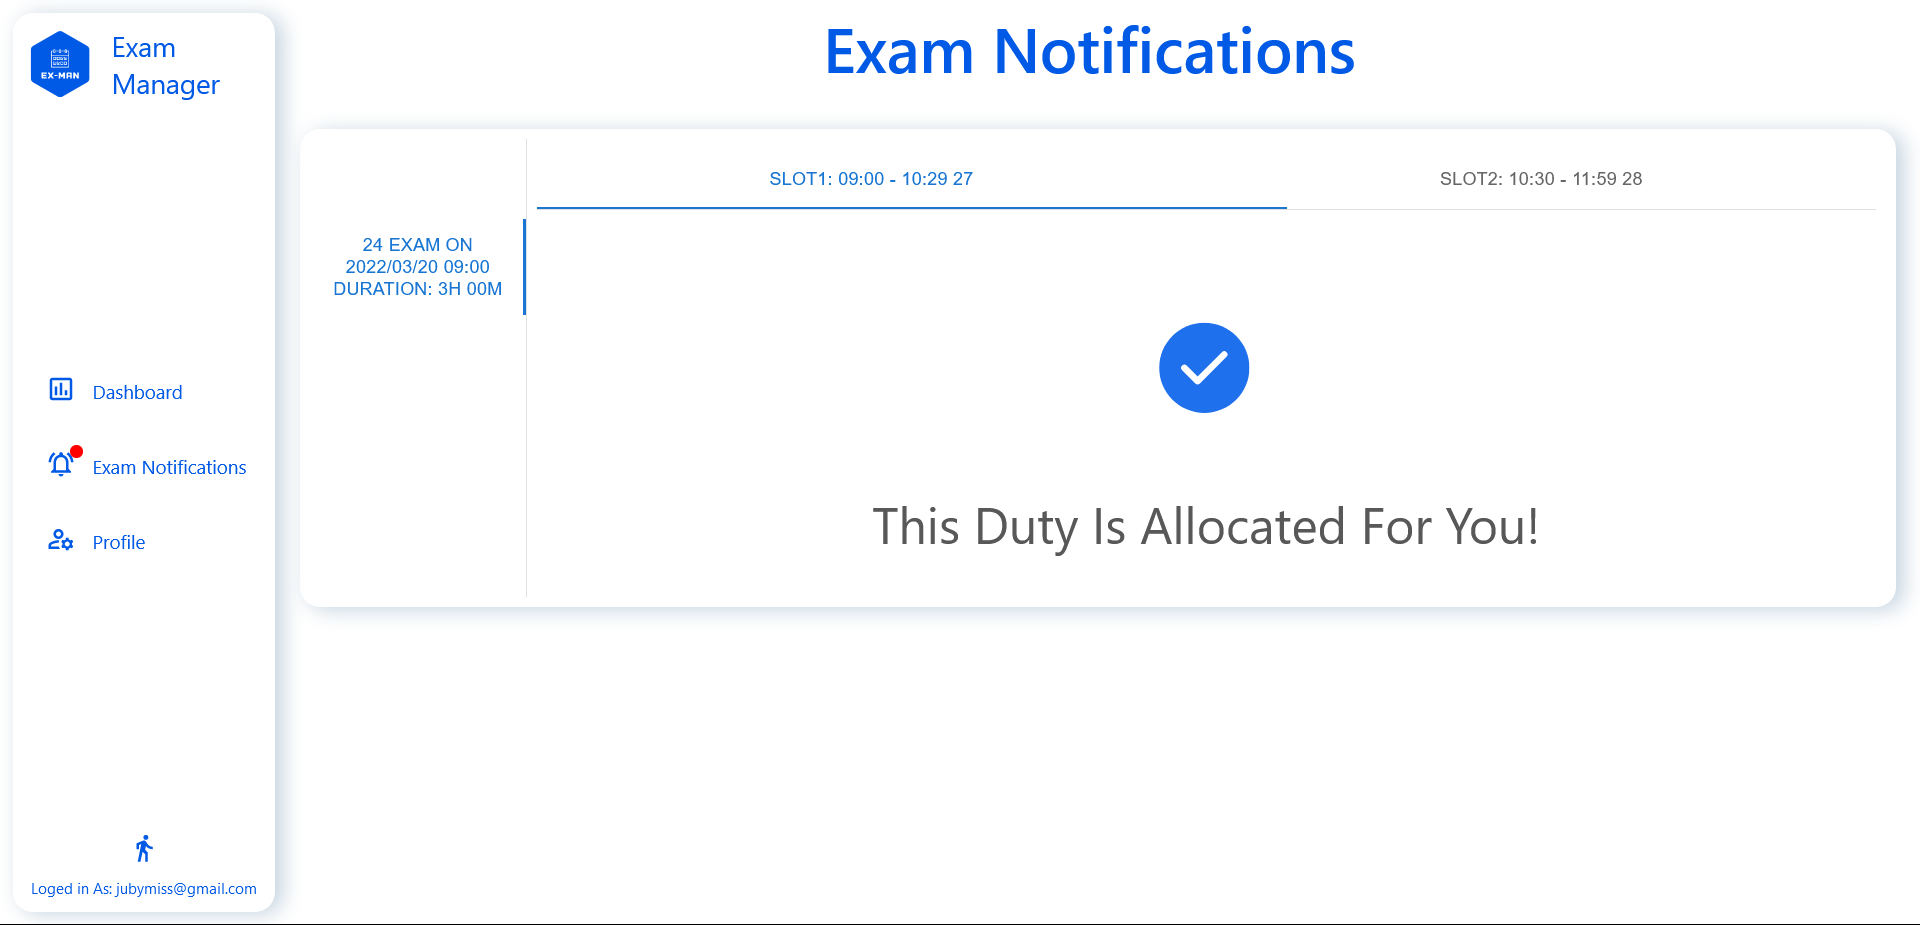 EX-MAN
Exam
Manager
Dashboard
Exam Notifications
Profile
Loged in As: jubymiss@gmail.com
Exam Notifications
24 EXAM ON
2022/03/20 09:00
DURATION: 3H 00M
SLOT1: 09:00 - 10:29 27
SLOT2: 10:30 - 11:59 28
This Duty Is Allocated For You!